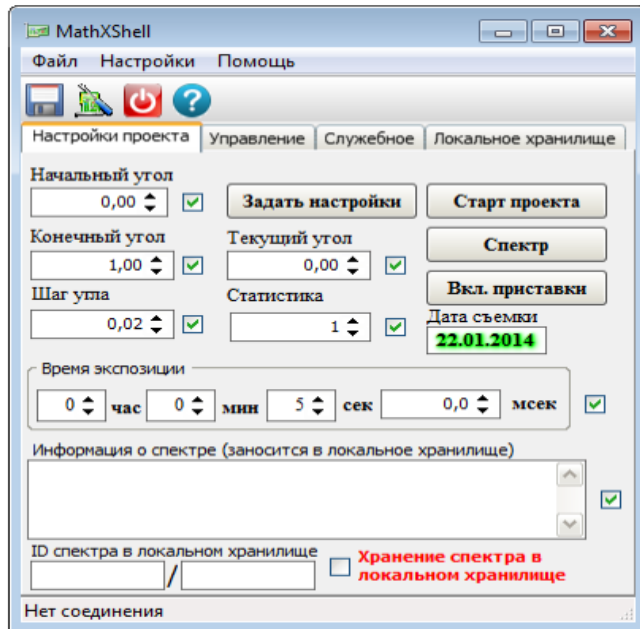 MathXShell
Файл Настройки Помощь
?
Настройки проекта Управление Служебное Локальное хранилище
Начальный угол
0,00 Задать настройки Старт проекта
Конечный угол Текущий угол Спектр
1,00 0,00
Шаг угла Статистика Вкл. приставки
0,02 1 Дата съемки
22.01.2014
Время экспозиции
0 час 0 мин 5 сек 0,0 мсек
Информация о спектре (заносится в локальное хранилище)
ID спектра в локальном хранилище Хранение спектра в
/ локальном хранилище
Нет соединения